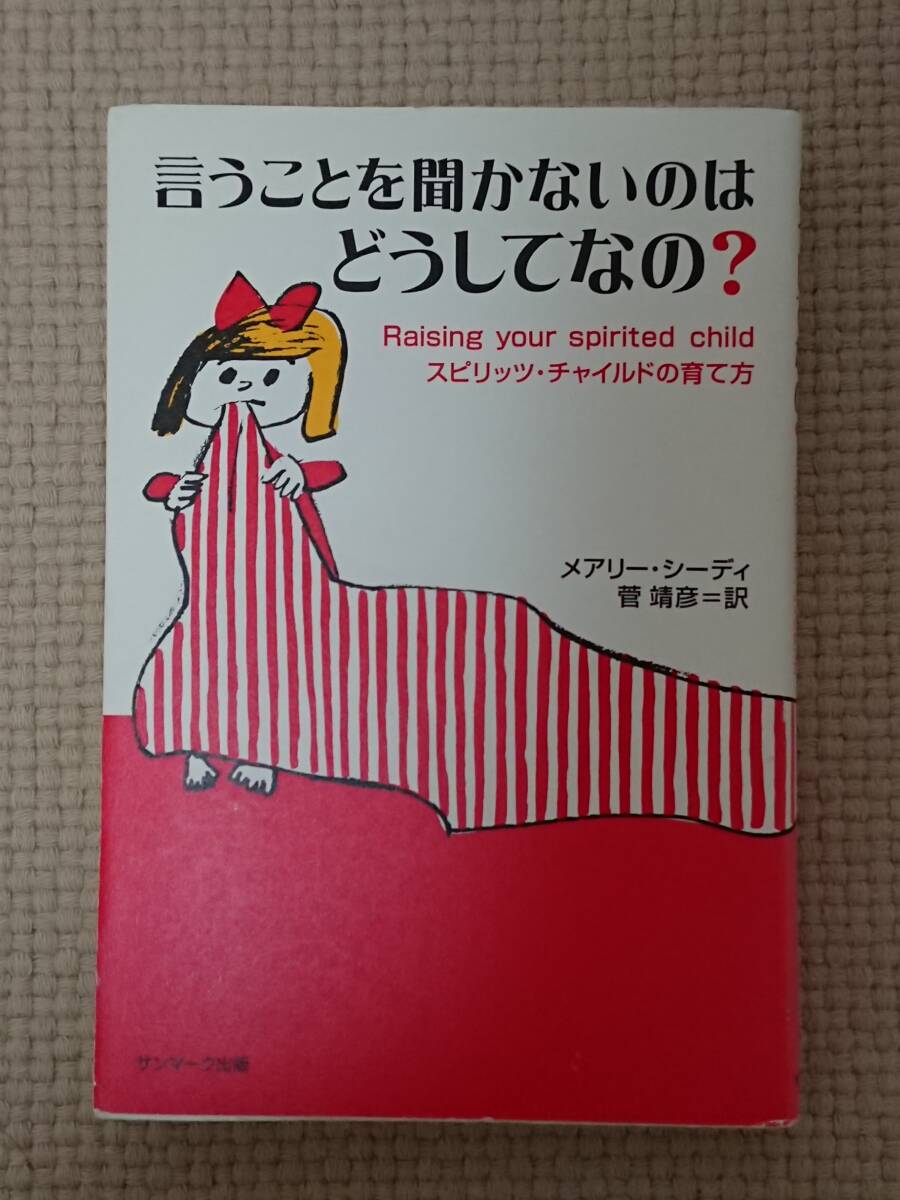 言うことを聞かないのは
どうしてなの?
Raising your spirited child
スピリッツ・チャイルドの育て方
メアリー・シーディ
菅 靖彦=訳
サンマーク出版